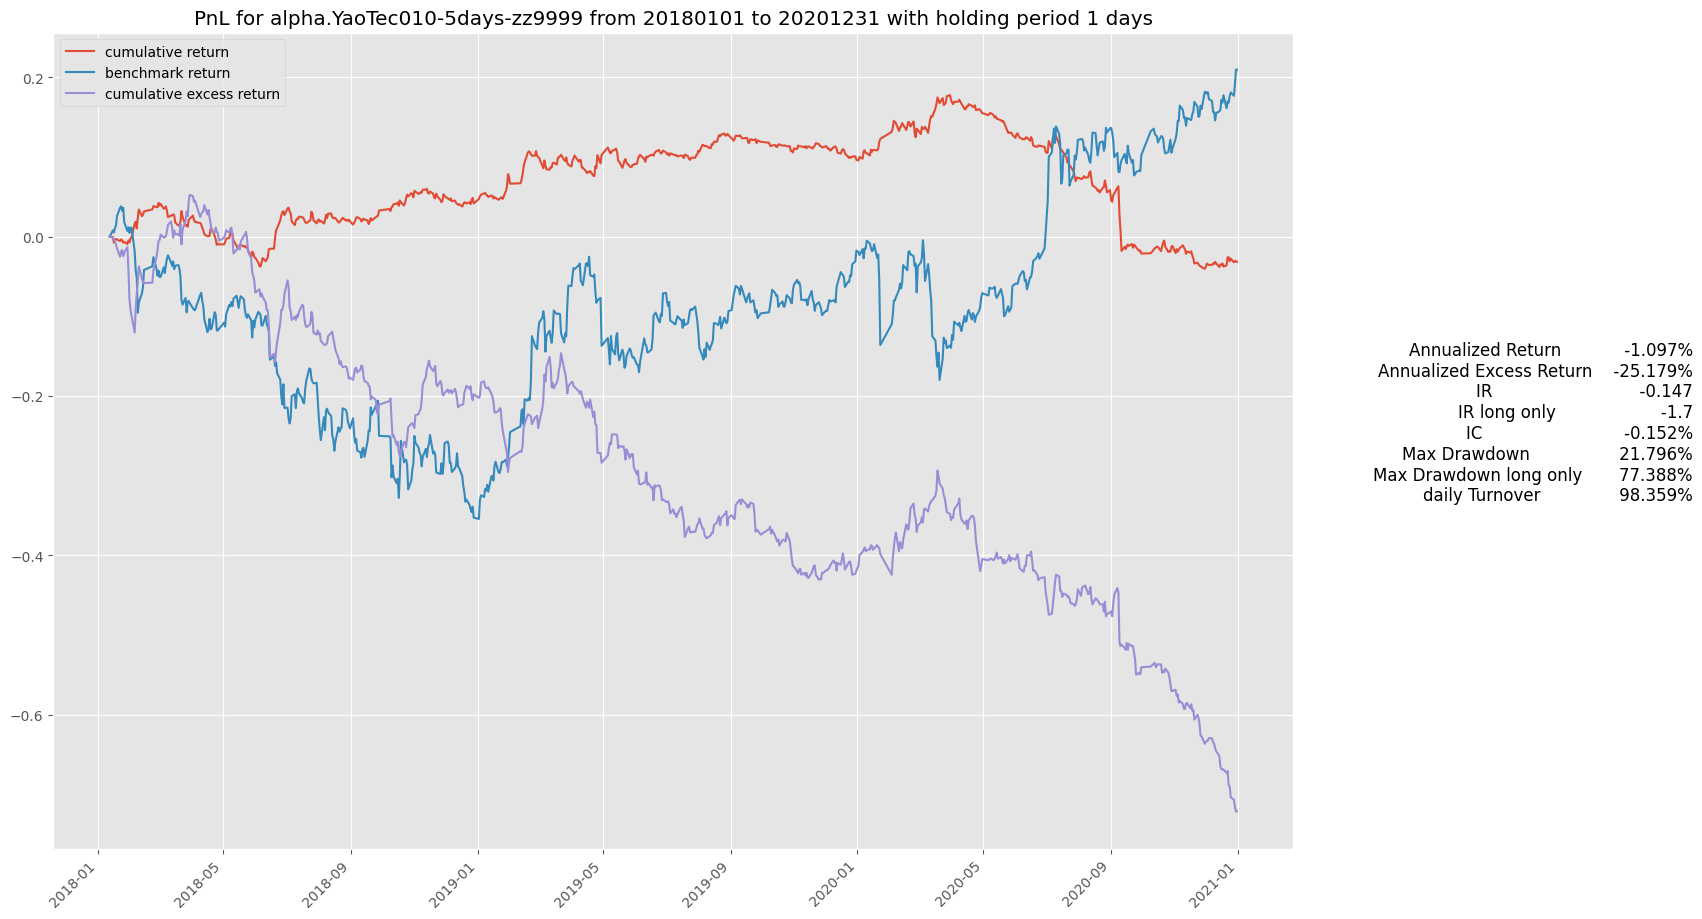 PnL for alpha.YaoTec010-5days-zz9999 from 20180101 to 20201231 with holding period 1 days
cumulative return
benchmark return
cumulative excess return
0.2
0.0
−0.2
−0.4
−0.6
2018-01
2018-05
2018-09
2019-01
2019-05
2019-09
2020-01
2020-05
2020-09
2021-01
Annualized Return -1.097%
Annualized Excess Return -25.179%
IR -0.147
IR long only -1.7
IC -0.152%
Max Drawdown 21.796%
Max Drawdown long only 77.388%
daily Turnover 98.359%